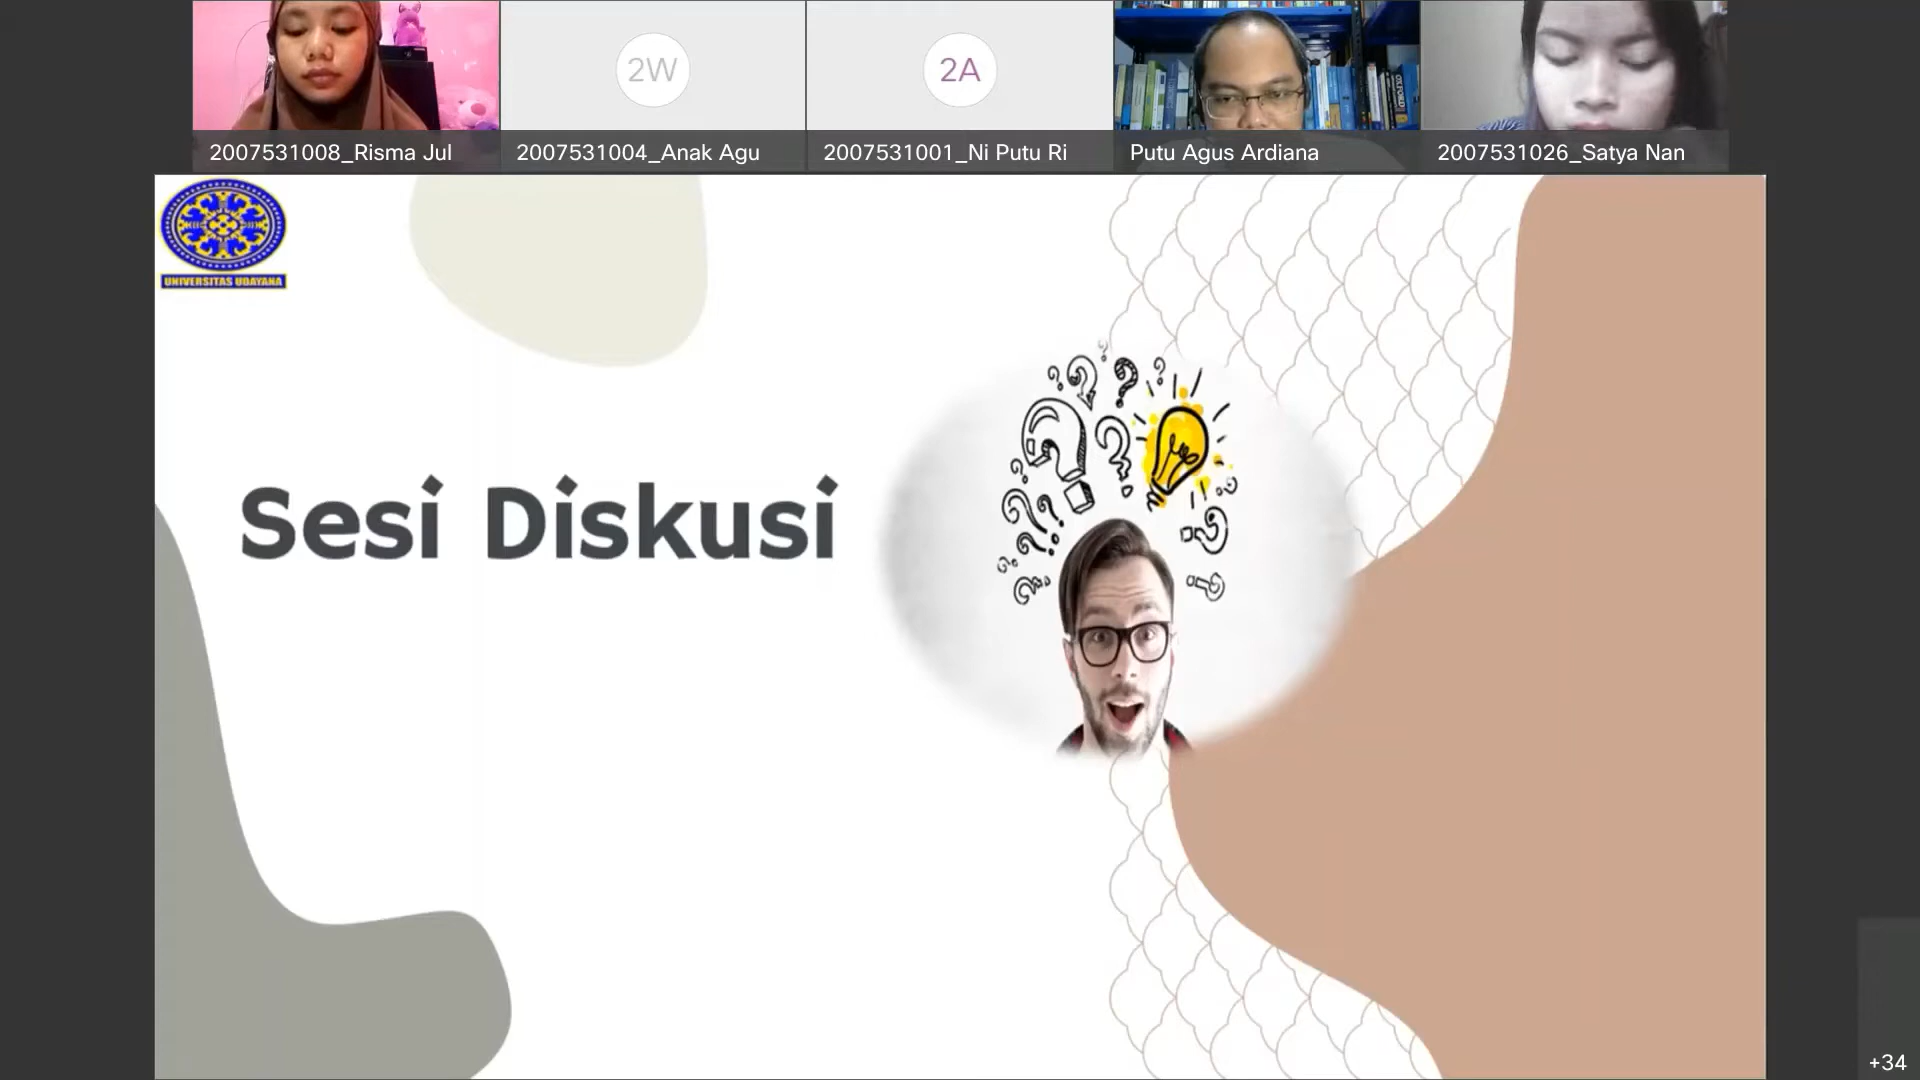 2W
2A
2007531008_Risma Jul
2007531004_Anak Agu
2007531001_Ni Putu Ri
Putu Agus Ardiana
2007531026_Satya Nan
UNIVERSITAS UDAYANA
Sesi Diskusi
+34